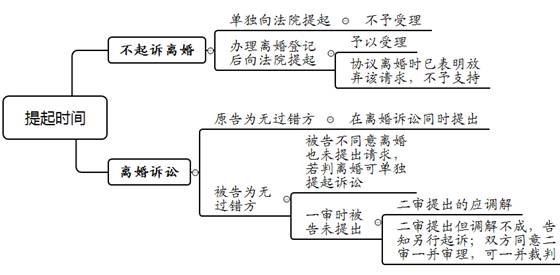 提起时间
不起诉离婚
单独向法院提起
不予受理
办理离婚登记
后向法院提起
予以受理
协议离婚时已表明放
弃该请求，不予支持
离婚诉讼
原告为无过错方
在离婚诉讼同时提出
被告为无
过错方
被告不同意离婚
也未提出请求，
若判离婚可单独
提起诉讼
一审时被
告未提出
二审提出的应调解
二审提出但调解不成，告
知另行起诉；双方同意二
审一并审理，可一并裁判